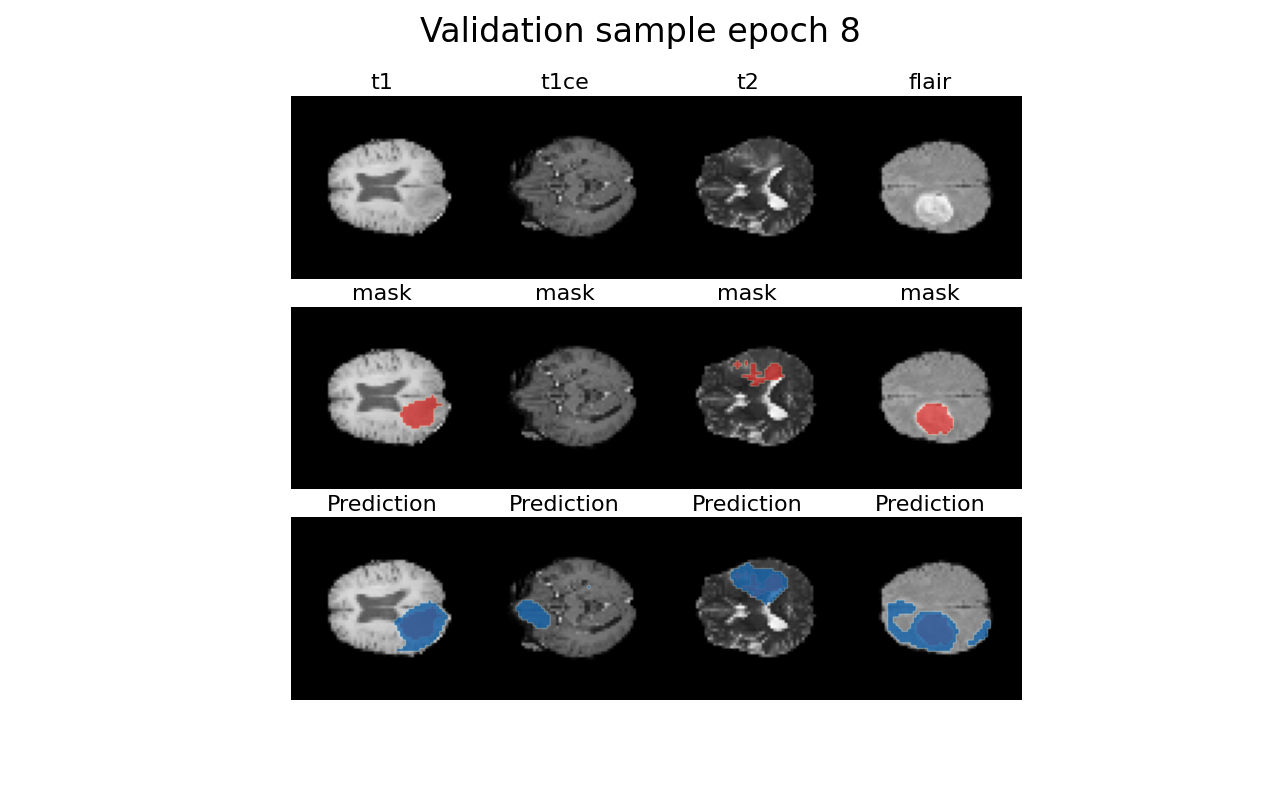 Validation sample epoch 8
t1 t1ce t2 flair
mask mask mask mask
Prediction Prediction Prediction Prediction